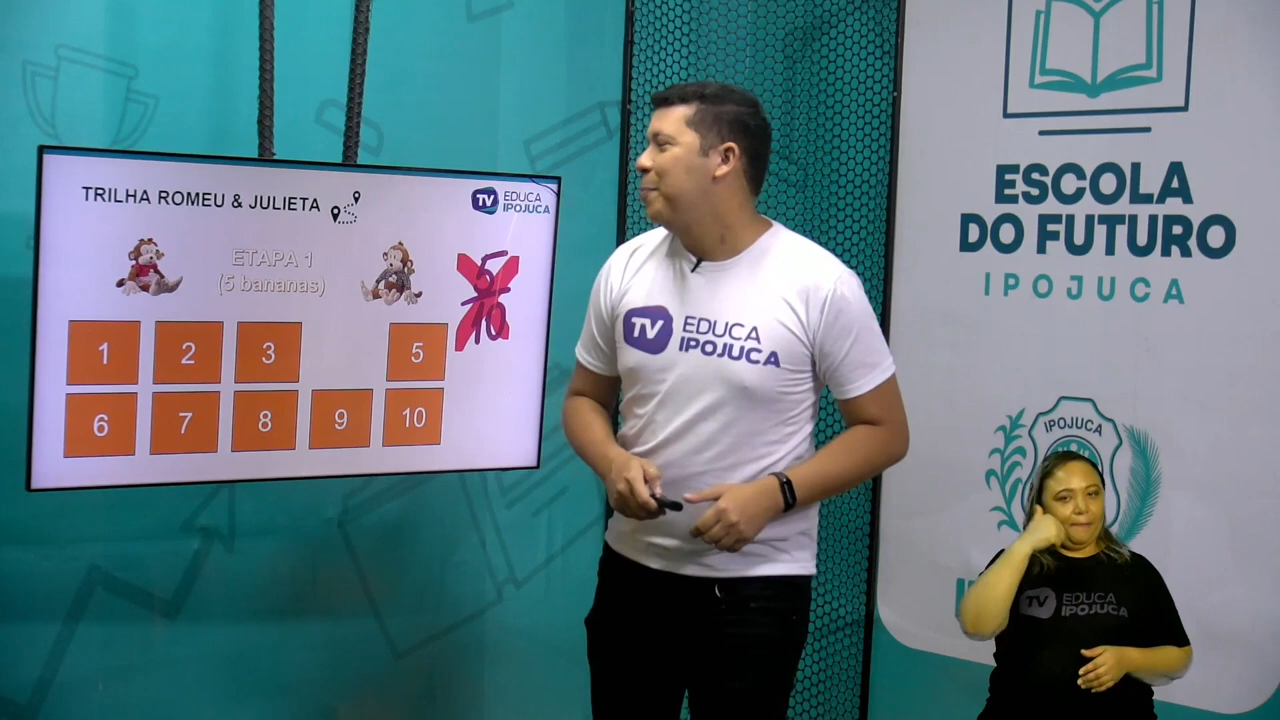 TRILHA ROMEU & JULIETA
TV EDUCA
IPOJUCA
ETAPA 1
(5 bananas)
5
10
1 2 3 5
6 7 8 9 10
TV EDUCA
IPOJUCA
ESCOLA
DO FUTURO
IPOJUCA
IPOJUCA
TV EDUCA
IPOJUCA